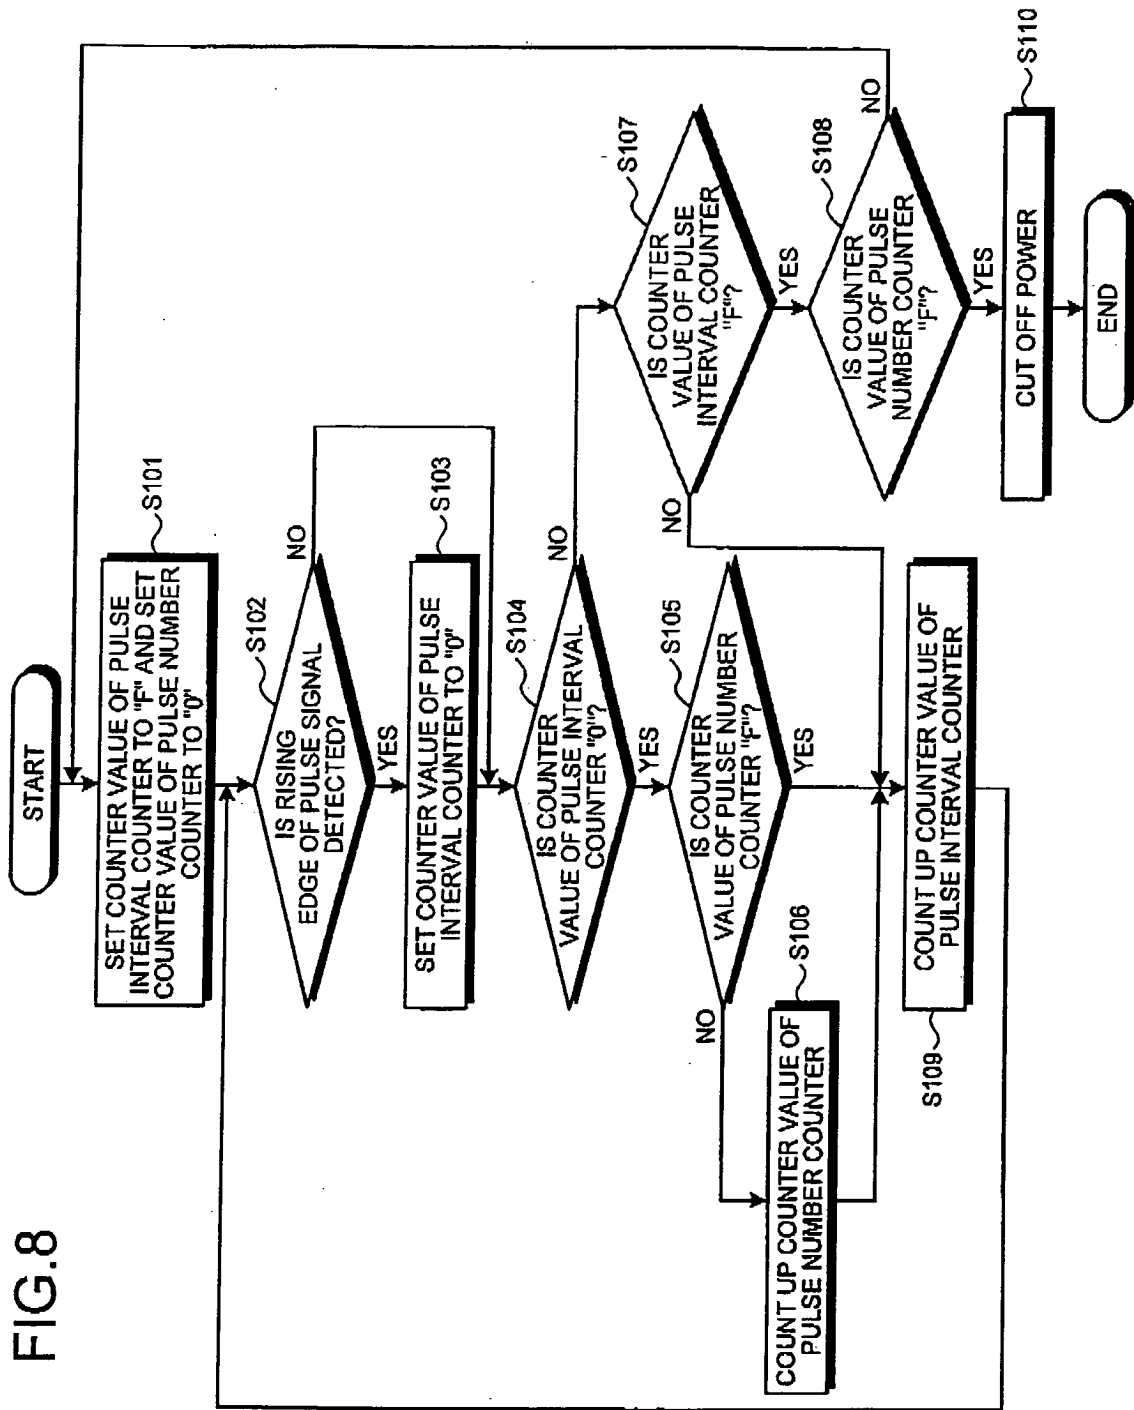 FIG.8
START
SET COUNTER VALUE OF PULSE
INTERVAL COUNTER TO "F" AND SET
COUNTER VALUE OF PULSE NUMBER
COUNTER TO "0"
S101
IS RISING
EDGE OF PULSE SIGNAL
DETECTED?
S102
NO
YES
SET COUNTER VALUE OF PULSE
INTERVAL COUNTER TO "0"
S103
IS COUNTER
VALUE OF PULSE INTERVAL
COUNTER "0"?
S104
NO
YES
IS COUNTER
VALUE OF PULSE NUMBER
COUNTER "F"?
S105
NO
YES
COUNT UP COUNTER VALUE OF
PULSE NUMBER COUNTER
S106
IS COUNTER
VALUE OF PULSE
INTERVAL COUNTER
"F"?
S107
NO
YES
IS COUNTER
VALUE OF PULSE
NUMBER COUNTER
"F"?
S108
NO
YES
COUNT UP COUNTER VALUE OF
PULSE INTERVAL COUNTER
S109
CUT OFF POWER
S110
END